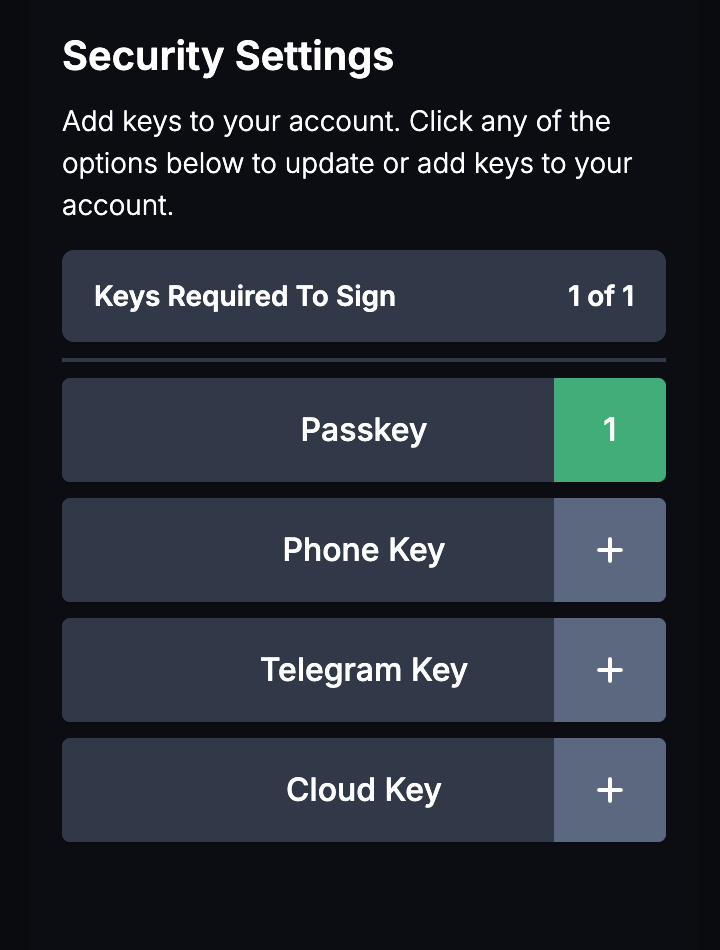 Security Settings
Add keys to your account. Click any of the
options below to update or add keys to your
account.
Keys Required To Sign 1 of 1
Passkey 1
Phone Key +
Telegram Key +
Cloud Key +